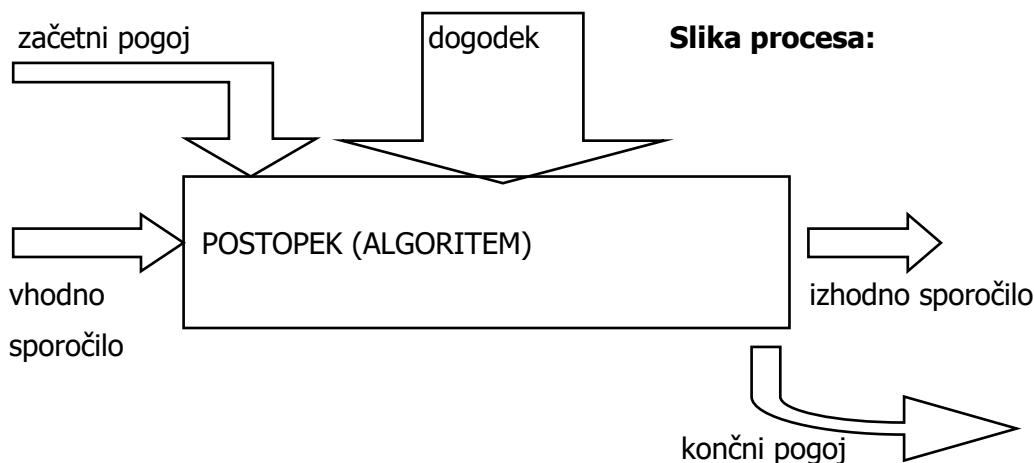 začetni pogoj
dogodek
Slika procesa:
POSTOPEK (ALGORITEM)
vhodno
sporočilo
izhodno sporočilo
končni pogoj